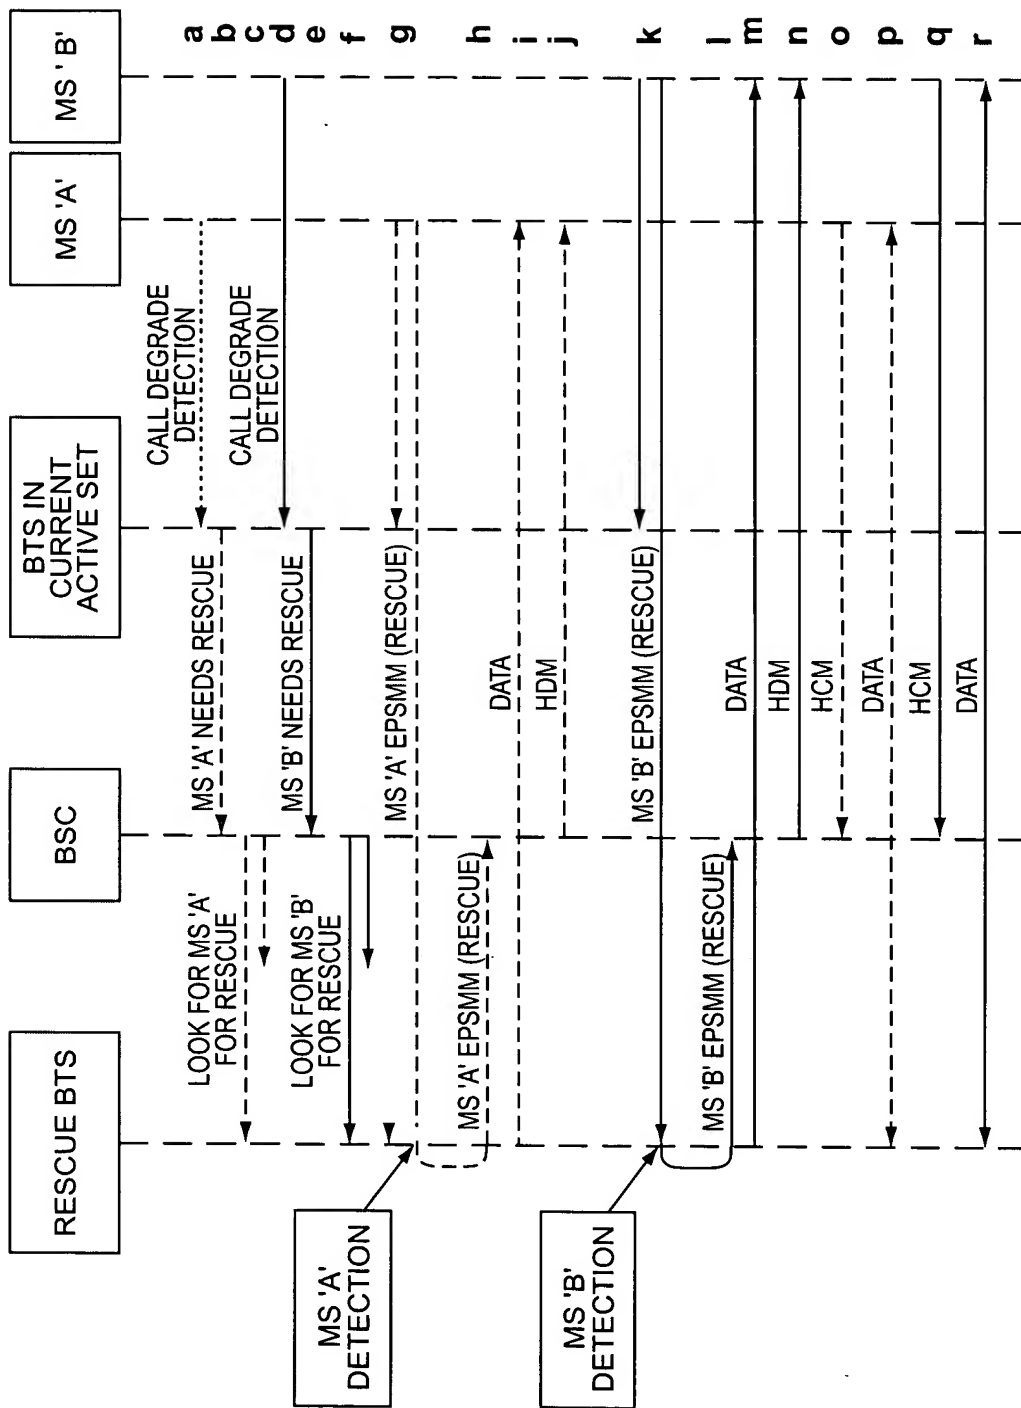 RESCUE BTS
BSC
BTS IN
CURRENT
ACTIVE SET
MS 'A'
MS 'B'
CALL DEGRADE
DETECTION
a
MS 'A' NEEDS RESCUE
b
LOOK FOR MS 'A'
FOR RESCUE
c
CALL DEGRADE
DETECTION
d
MS 'B' NEEDS RESCUE
e
LOOK FOR MS 'B'
FOR RESCUE
f
MS 'A'
DETECTION
MS 'A' EPSMM (RESCUE)
g
MS 'A' EPSMM (RESCUE)
h
DATA
i
HDM
j
MS 'B'
DETECTION
MS 'B' EPSMM (RESCUE)
k
MS 'B' EPSMM (RESCUE)
l
DATA
m
HDM
n
HCM
o
DATA
p
HCM
q
DATA
r